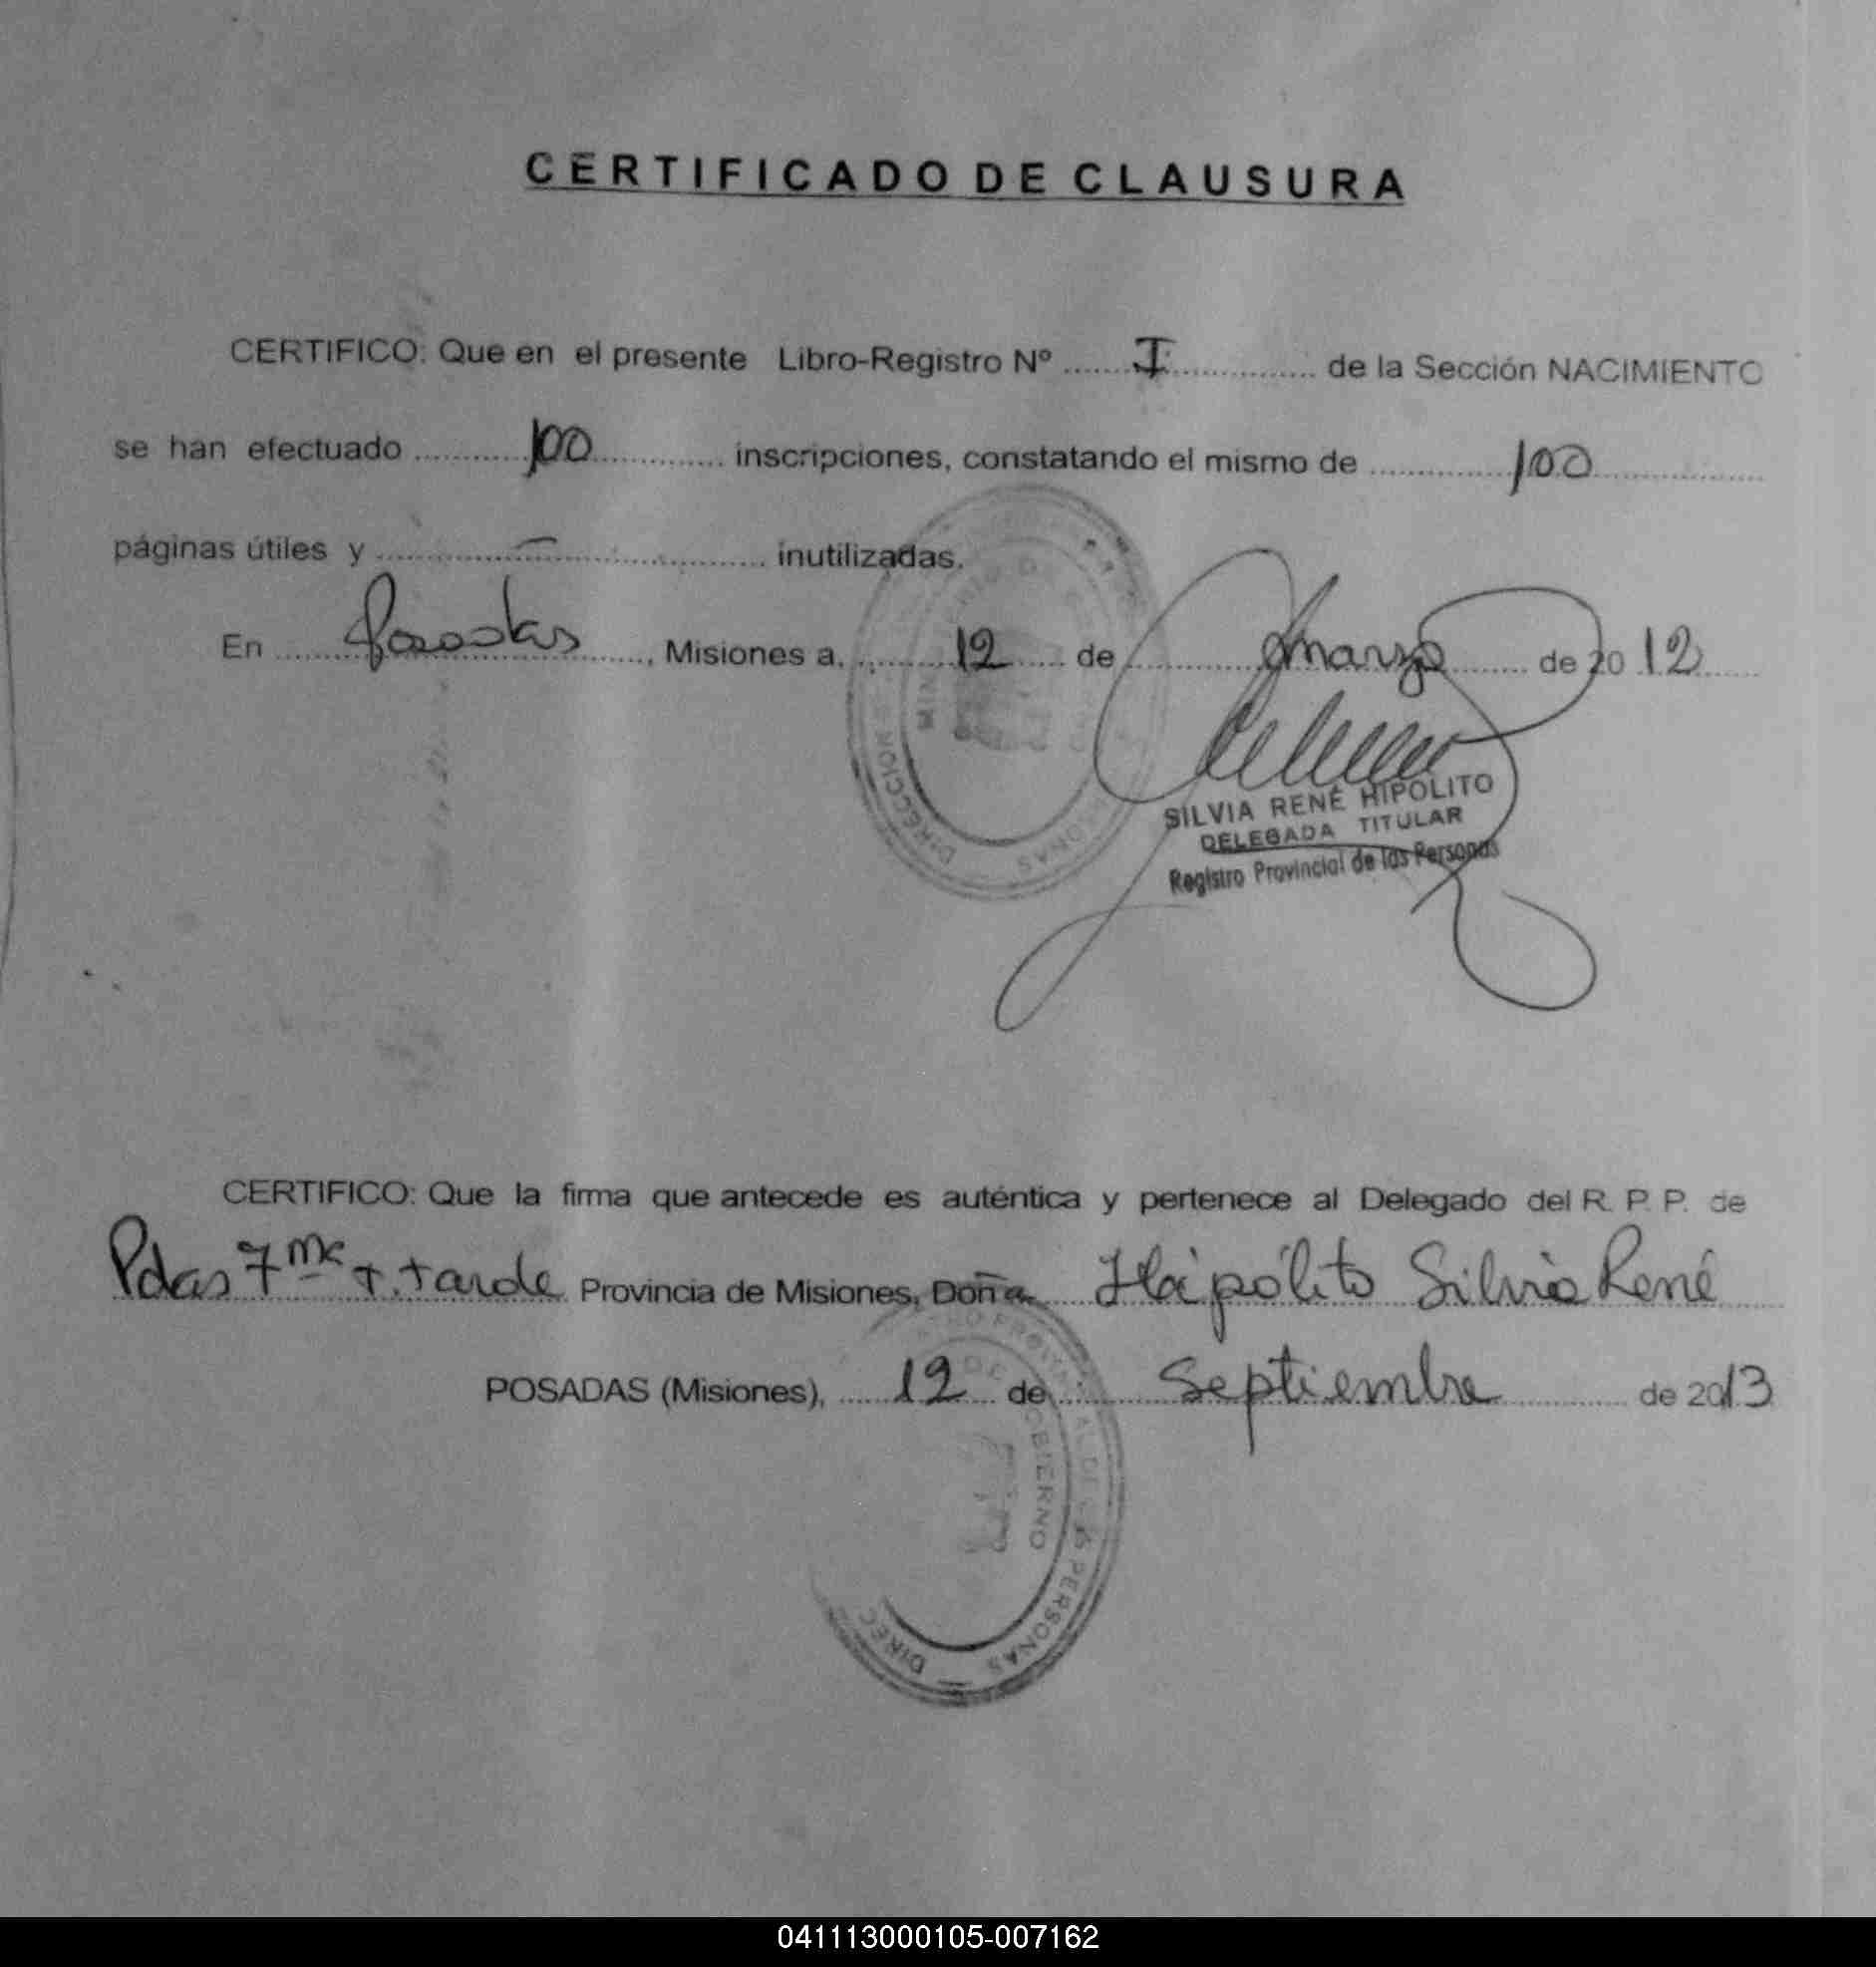 CERTIFICADO DE CLAUSURA
CERTIFICO: Que en el presente Libro-Registro Nº I de la Sección NACIMIENTO
se han efectuado 100 inscripciones, constatando el mismo de 100
páginas útiles y — inutilizadas.
En Posadas, Misiones a 12 de marzo de 2012
SILVIA RENÉ HIPOLITO
DELEGADA TITULAR
Registro Provincial de las Personas
CERTIFICO: Que la firma que antecede es auténtica y pertenece al Delegado del R. P. P. de
Pdas 7ma T. tarde Provincia de Misiones, Doña Hipólito Silvia René
POSADAS (Misiones), 12 de Septiembre de 2013
GOBIERNO
PERSONAS
041113000105-007162